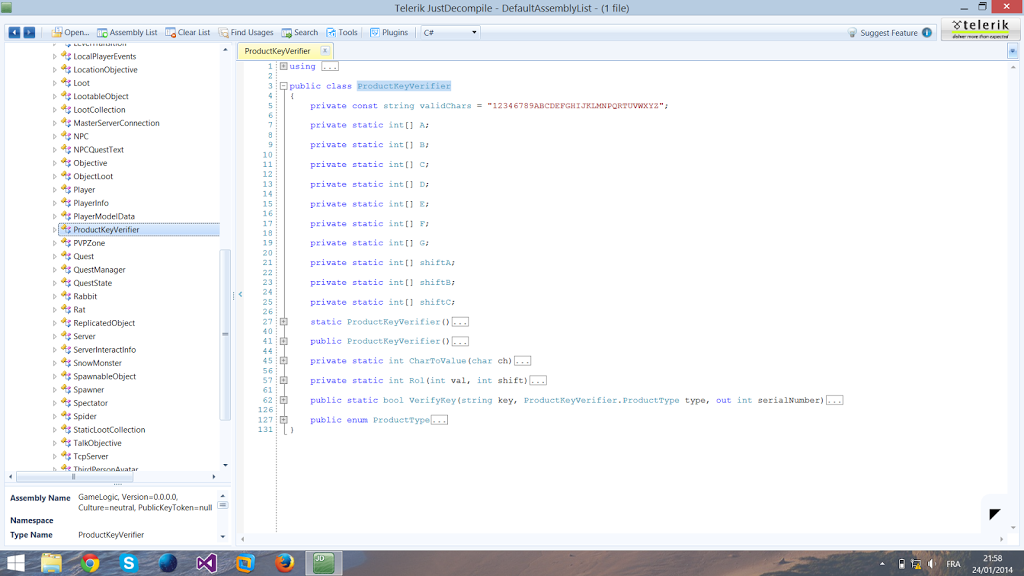 Telerik JustDecompile - DefaultAssemblyList - (1 file)
Open... Assembly List Clear List Find Usages Search Tools Plugins C# Suggest Feature
telerik
deliver more than expected
LocalPlayerEvents
LocationObjective
Loot
LootableObject
LootCollection
MasterServerConnection
NPC
NPCQuestText
Objective
ObjectLoot
Player
PlayerInfo
PlayerModelData
ProductKeyVerifier
PVPZone
Quest
QuestManager
QuestState
Rabbit
Rat
ReplicatedObject
Server
ServerInteractInfo
SnowMonster
SpawnableObject
Spawner
Spectator
Spider
StaticLootCollection
TalkObjective
TcpServer
ThirdPersonAvatar
Assembly Name GameLogic, Version=0.0.0.0,
Culture=neutral, PublicKeyToken=null
Namespace
Type Name ProductKeyVerifier
ProductKeyVerifier x
1 using ...
2
3 public class ProductKeyVerifier
4 {
5 private const string validChars = "12346789ABCDEFGHIJKLMNPQRTUVWXYZ";
6
7 private static int[] A;
8
9 private static int[] B;
10
11 private static int[] C;
12
13 private static int[] D;
14
15 private static int[] E;
16
17 private static int[] F;
18
19 private static int[] G;
20
21 private static int[] shiftA;
22
23 private static int[] shiftB;
24
25 private static int[] shiftC;
26
27 static ProductKeyVerifier()...
40
41 public ProductKeyVerifier()...
44
45 private static int CharToValue(char ch)...
56
57 private static int Rol(int val, int shift)...
61
62 public static bool VerifyKey(string key, ProductKeyVerifier.ProductType type, out int serialNumber)...
126
127 public enum ProductType...
131 }
FRA
21:58
24/01/2014